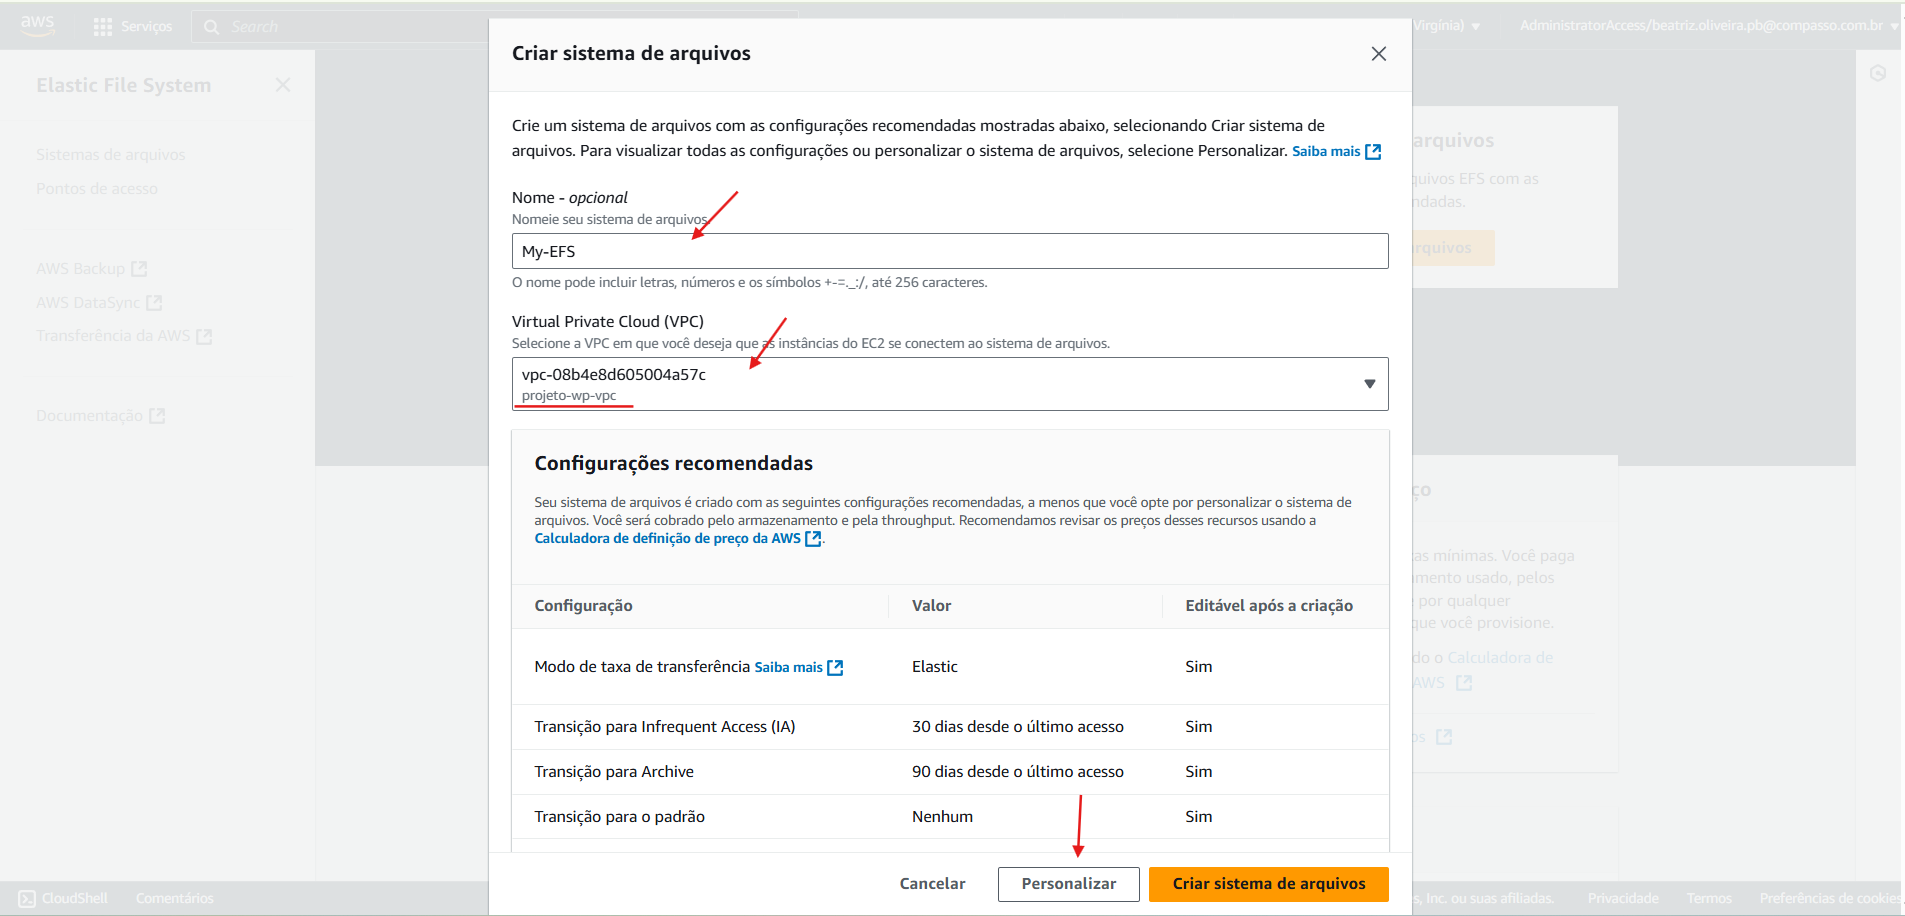 aws
Serviços
Search
Virgínia)
AdministratorAccess/beatriz.oliveira.pb@compasso.com.br
Elastic File System
Sistemas de arquivos
Pontos de acesso
AWS Backup
AWS DataSync
Transferência da AWS
Documentação
Criar sistema de arquivos
Crie um sistema de arquivos com as configurações recomendadas mostradas abaixo, selecionando Criar sistema de
arquivos. Para visualizar todas as configurações ou personalizar o sistema de arquivos, selecione Personalizar. Saiba mais
Nome - opcional
Nomeie seu sistema de arquivos.
My-EFS
O nome pode incluir letras, números e os símbolos +-=._:/, até 256 caracteres.
Virtual Private Cloud (VPC)
Selecione a VPC em que você deseja que as instâncias do EC2 se conectem ao sistema de arquivos.
vpc-08b4e8d605004a57c
projeto-wp-vpc
Configurações recomendadas
Seu sistema de arquivos é criado com as seguintes configurações recomendadas, a menos que você opte por personalizar o sistema de
arquivos. Você será cobrado pelo armazenamento e pela throughput. Recomendamos revisar os preços desses recursos usando a
Calculadora de definição de preço da AWS.
Configuração Valor Editável após a criação
Modo de taxa de transferência Saiba mais Elastic Sim
Transição para Infrequent Access (IA) 30 dias desde o último acesso Sim
Transição para Archive 90 dias desde o último acesso Sim
Transição para o padrão Nenhum Sim
Cancelar Personalizar Criar sistema de arquivos
arquivos
quivos EFS com as
ndadas.
rquivos
ço
as mínimas. Você paga
mento usado, pelos
por qualquer
que você provisione.
do o Calculadora de
AWS
os
CloudShell Comentários
s, Inc. ou suas afiliadas. Privacidade Termos Preferências de cookies